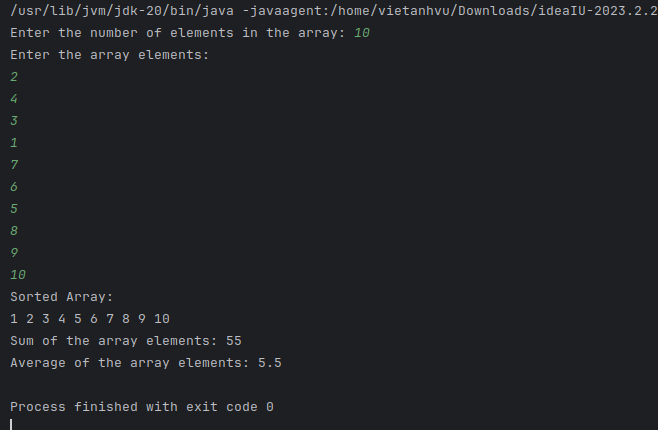 /usr/lib/jvm/jdk-20/bin/java -javaagent:/home/vietanhvu/Downloads/ideaIU-2023.2.2
Enter the number of elements in the array: 10
Enter the array elements:
2
4
3
1
7
6
5
8
9
10
Sorted Array:
1 2 3 4 5 6 7 8 9 10
Sum of the array elements: 55
Average of the array elements: 5.5
Process finished with exit code 0